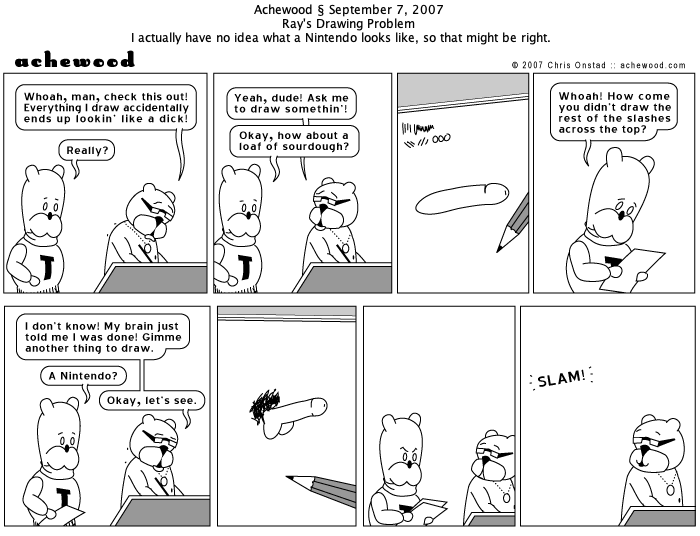 Achewood § September 7, 2007
Ray's Drawing Problem
I actually have no idea what a Nintendo looks like, so that might be right.
achewood
© 2007 Chris Onstad :: achewood.com
Whoah, man, check this out!
Everything I draw accidentally
ends up lookin' like a dick!
Really?
Yeah, dude! Ask me
to draw somethin'!
Okay, how about a
loaf of sourdough?
Whoah! How come
you didn't draw the
rest of the slashes
across the top?
I don't know! My brain just
told me I was done! Gimme
another thing to draw.
A Nintendo?
Okay, let's see.
SLAM!